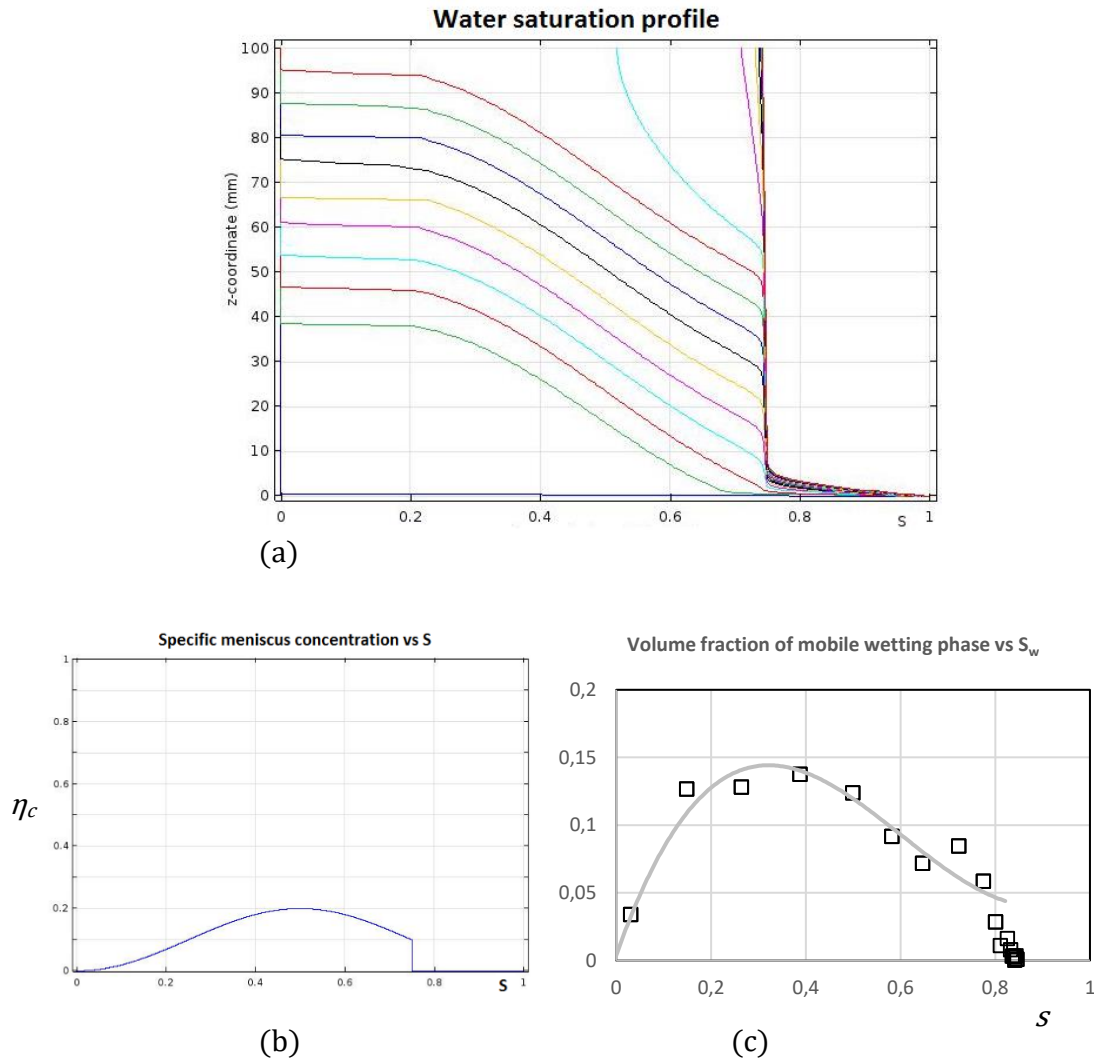 Water saturation profile
z-coordinate (mm)
100
90
80
70
60
50
40
30
20
10
0
0 0.2 0.4 0.6 0.8 1
S
(a)
Specific meniscus concentration vs S
ηc
1
0.8
0.6
0.4
0.2
0
0 0.2 0.4 0.6 0.8 1
S
(b)
Volume fraction of mobile wetting phase vs Sw
0,2
0,15
0,1
0,05
0
0 0,2 0,4 0,6 0,8 1
s
(c)